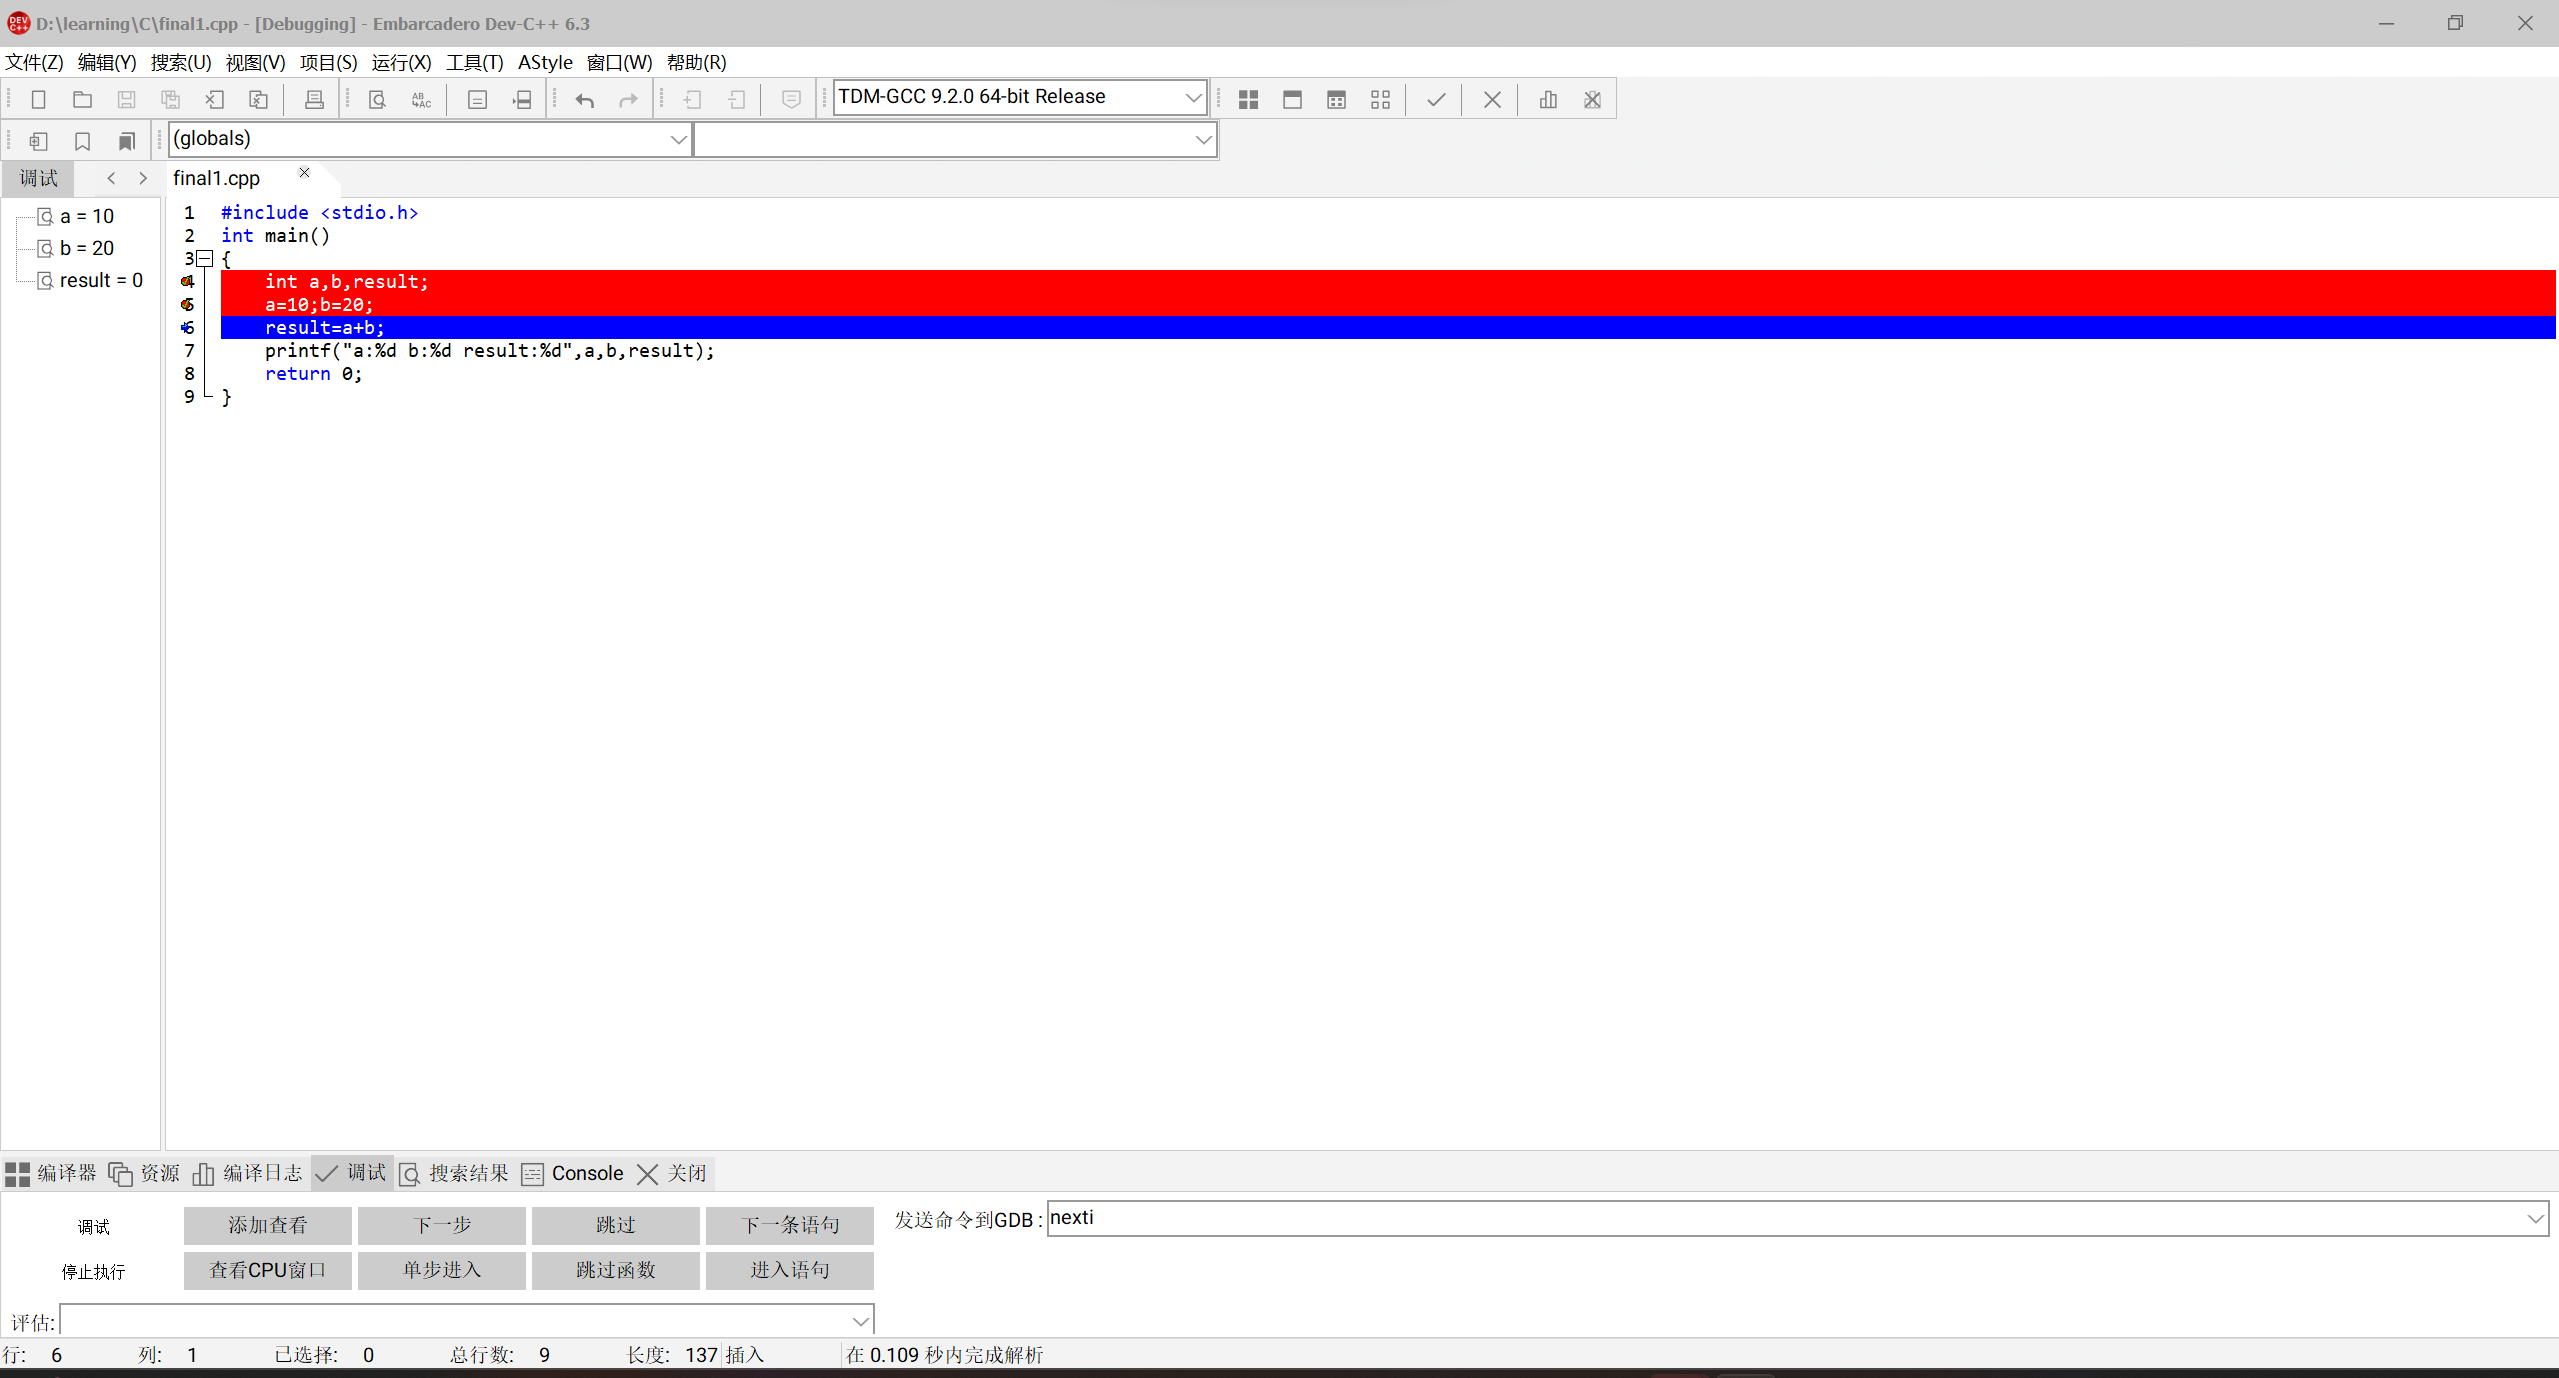 D:\learning\C\final1.cpp - [Debugging] - Embarcadero Dev-C++ 6.3
文件(Z) 编辑(Y) 搜索(U) 视图(V) 项目(S) 运行(X) 工具(T) AStyle 窗口(W) 帮助(R)
TDM-GCC 9.2.0 64-bit Release
(globals)
调试 final1.cpp
a = 10
b = 20
result = 0
1 #include <stdio.h>
2 int main()
3 {
4 int a,b,result;
5 a=10;b=20;
6 result=a+b;
7 printf("a:%d b:%d result:%d",a,b,result);
8 return 0;
9 }
编译器 资源 编译日志 调试 搜索结果 Console 关闭
调试 添加查看 下一步 跳过 下一条语句 发送命令到GDB : nexti
停止执行 查看CPU窗口 单步进入 跳过函数 进入语句
评估:
行: 6 列: 1 已选择: 0 总行数: 9 长度: 137 插入 在 0.109 秒内完成解析